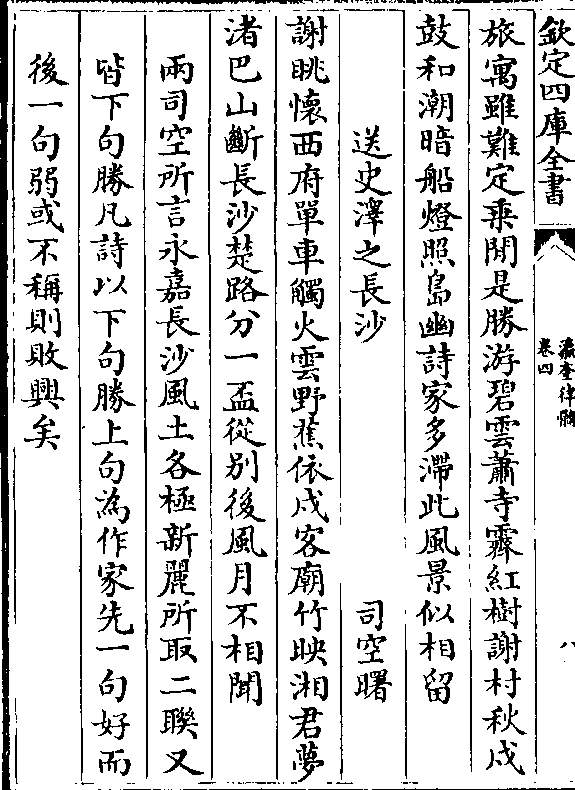 欽定四庫全書
瀛奎律髓
卷四
八
旅寓雖難定乘閒是勝游碧雲蕭寺霽紅樹謝村秋戍
鼓和潮暗船燈照島幽詩家多滯此風景似相留
送史澤之長沙　司空曙
謝朓懷西府單車觸火雲野蕉依戍客廟竹映湘君夢
渚巴山斷長沙楚路分一盃從别後風月不相聞
兩司空所言永嘉長沙風土各極新麗所取二聯又
皆下句勝凡詩以下句勝上句為作家先一句好而
後一句弱或不稱則敗興矣